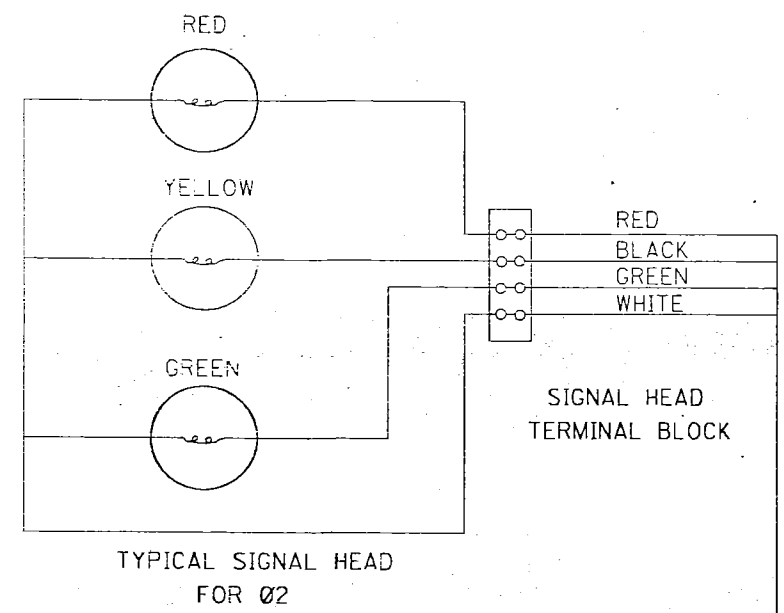 RED
YELLOW
RED
BLACK
GREEN
WHITE
GREEN
SIGNAL HEAD
TERMINAL BLOCK
TYPICAL SIGNAL HEAD
FOR Ø2